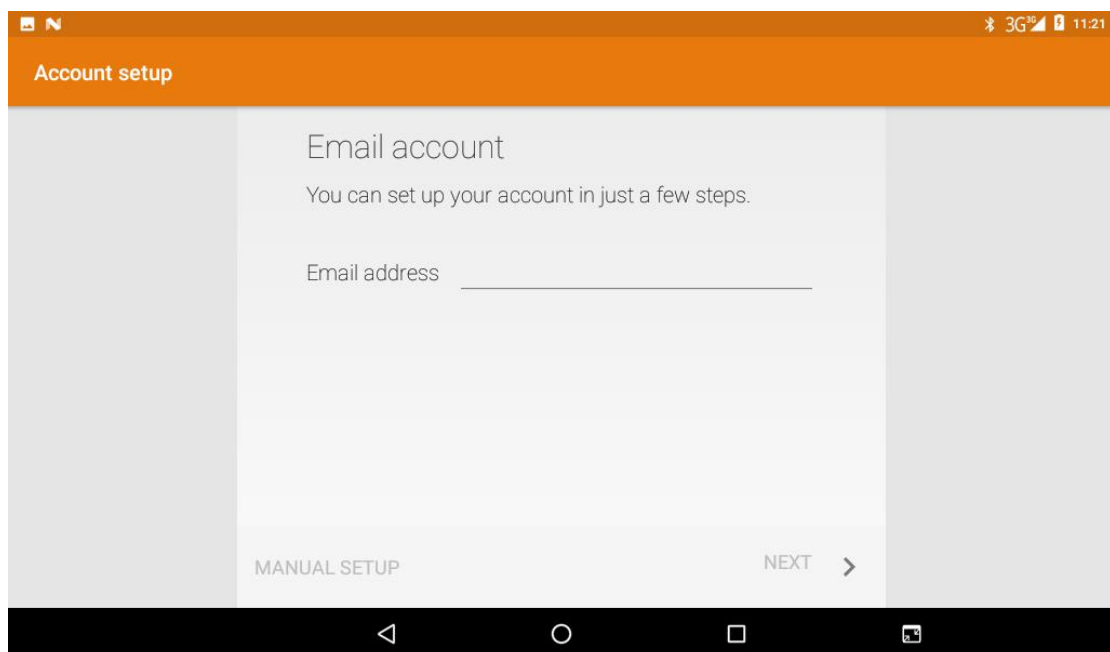 3G 3G 11:21
Account setup
Email account
You can set up your account in just a few steps.
Email address
MANUAL SETUP
NEXT